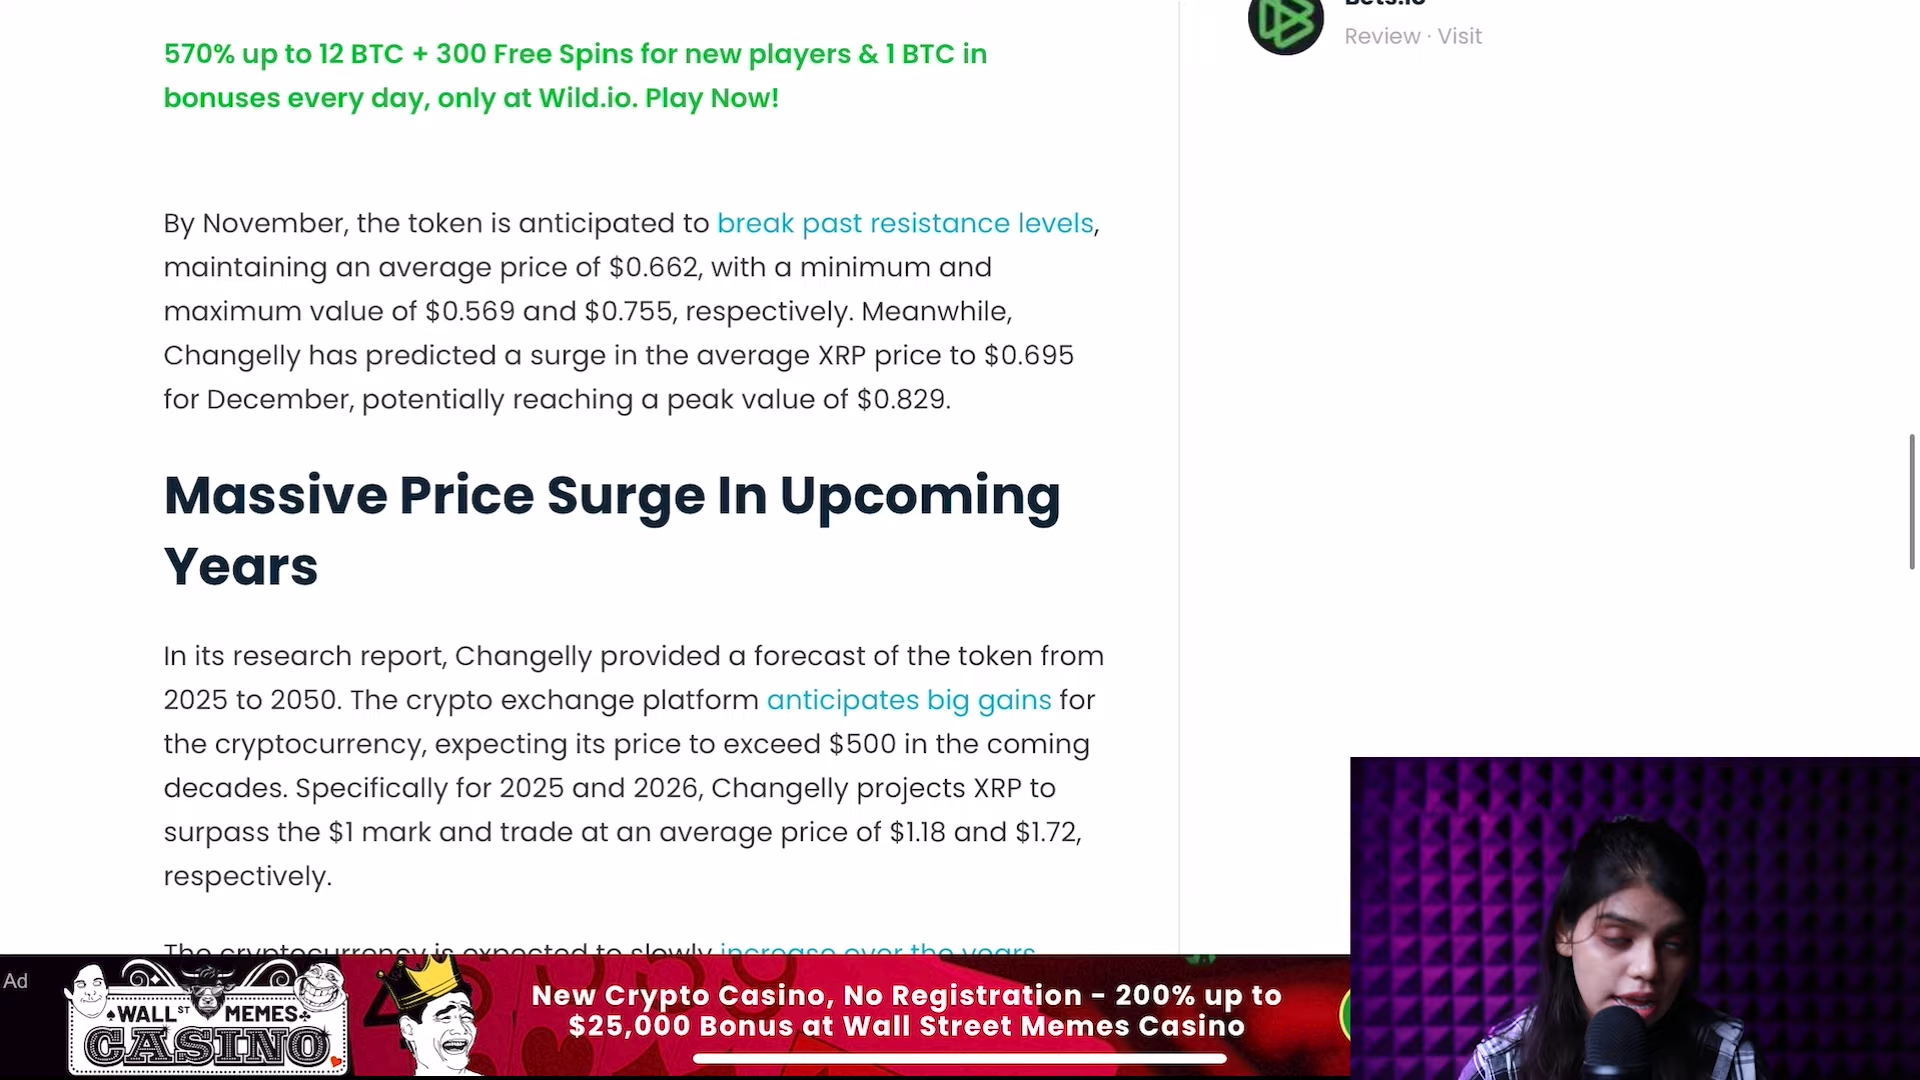 Bets.io
Review · Visit
570% up to 12 BTC + 300 Free Spins for new players & 1 BTC in
bonuses every day, only at Wild.io. Play Now!
By November, the token is anticipated to break past resistance levels,
maintaining an average price of $0.662, with a minimum and
maximum value of $0.569 and $0.755, respectively. Meanwhile,
Changelly has predicted a surge in the average XRP price to $0.695
for December, potentially reaching a peak value of $0.829.
Massive Price Surge In Upcoming
Years
In its research report, Changelly provided a forecast of the token from
2025 to 2050. The crypto exchange platform anticipates big gains for
the cryptocurrency, expecting its price to exceed $500 in the coming
decades. Specifically for 2025 and 2026, Changelly projects XRP to
surpass the $1 mark and trade at an average price of $1.18 and $1.72,
respectively.
The cryptocurrency is expected to slowly increase over the years
Ad
WALL ST MEMES
CASINO
New Crypto Casino, No Registration - 200% up to
$25,000 Bonus at Wall Street Memes Casino